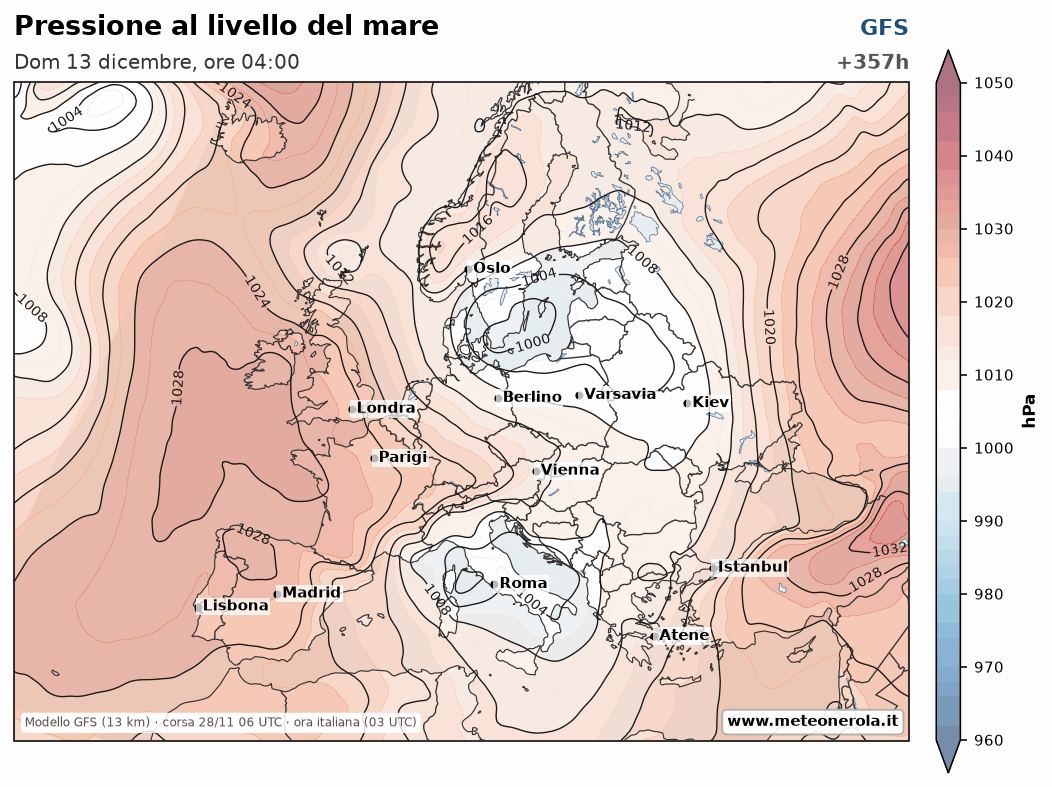 Pressione al livello del mare
GFS
Dom 13 dicembre, ore 04:00
+357h
1024
1004
1012
1016
1008
1004
1008
1024
1028
1020
1000
1028
Oslo
Berlino
Varsavia
Kiev
Londra
Parigi
Vienna
1028
1032
1028
Istanbul
Roma
1008
1004
Madrid
Lisbona
Atene
1050
1040
1030
1020
1010
1000
990
980
970
960
hPa
Modello GFS (13 km) · corsa 28/11 06 UTC · ora italiana (03 UTC)
www.meteonerola.it